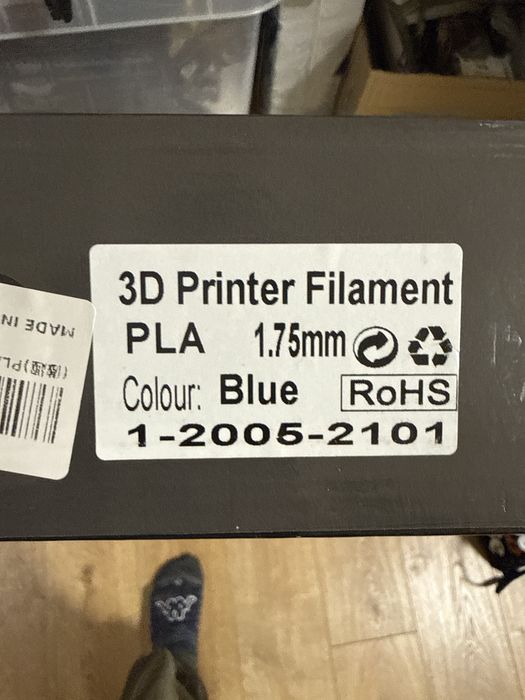 3D Printer Filament
PLA 1.75mm
Colour: Blue RoHS
1-2005-2101
MADE IN